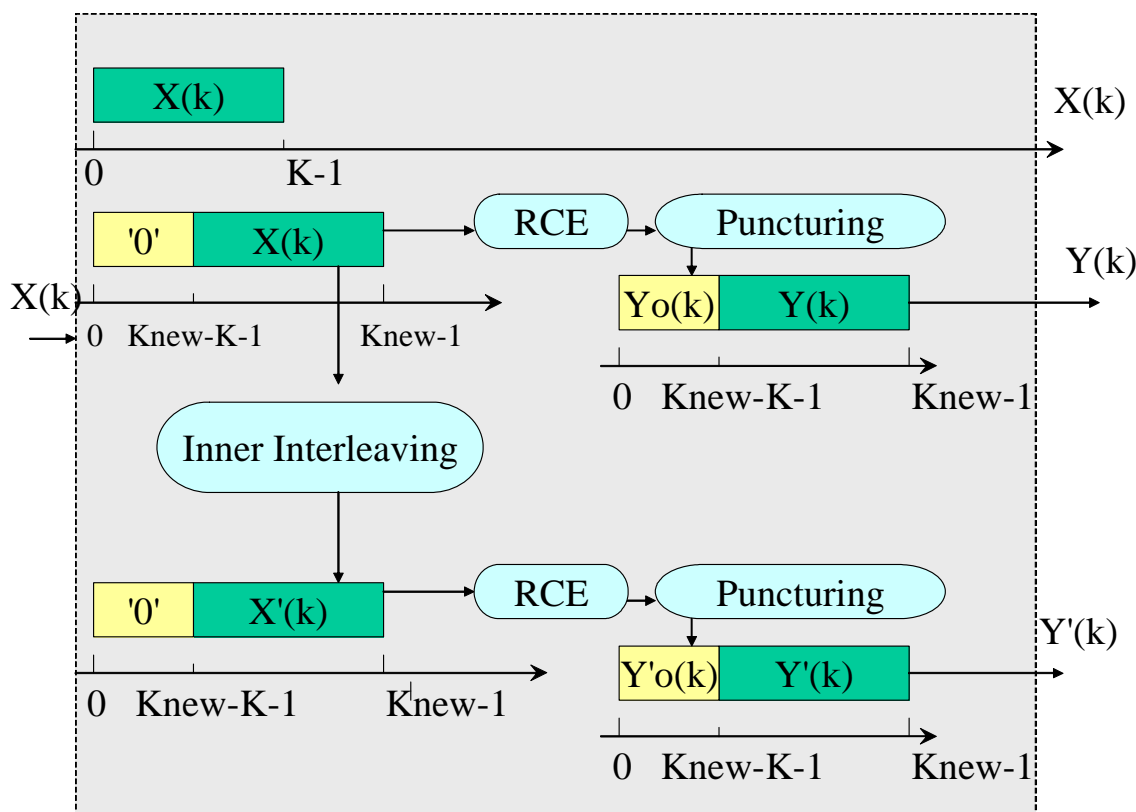 X(k)
X(k)
0 K-1
RCE Puncturing
'0' X(k)
Y(k)
X(k)
Yo(k) Y(k)
0 Knew-K-1 Knew-1
0 Knew-K-1 Knew-1
Inner Interleaving
RCE Puncturing
'0' X'(k)
Y'(k)
Y'o(k) Y'(k)
0 Knew-K-1 Knew-1
0 Knew-K-1 Knew-1